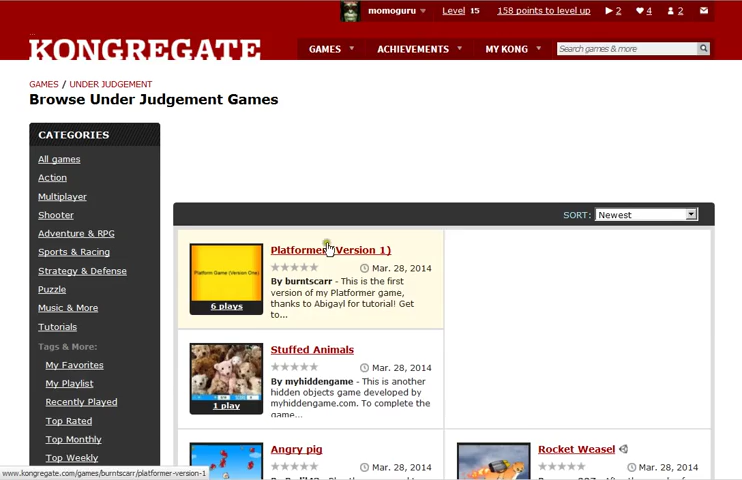 momoguru Level 15 158 points to level up 2 4 2
KONGREGATE
GAMES ACHIEVEMENTS MY KONG Search games & more
GAMES / UNDER JUDGEMENT
Browse Under Judgement Games
CATEGORIES
All games
Action
Multiplayer
Shooter
Adventure & RPG
Sports & Racing
Strategy & Defense
Puzzle
Music & More
Tutorials
Tags & More:
My Favorites
My Playlist
Recently Played
Top Rated
Top Monthly
Top Weekly
SORT: Newest
Platform Game (Version One)
6 plays
Platformer (Version 1)
Mar. 28, 2014
By burntscarr - This is the first
version of my Platformer game,
thanks to Abigayl for tutorial! Get
to...
1 play
Stuffed Animals
Mar. 28, 2014
By myhiddengame - This is another
hidden objects game developed by
myhiddengame.com. To complete the
game...
Angry pig
Mar. 28, 2014
Rocket Weasel
Mar. 28, 2014
www.kongregate.com/games/burntscarr/platformer-version-1